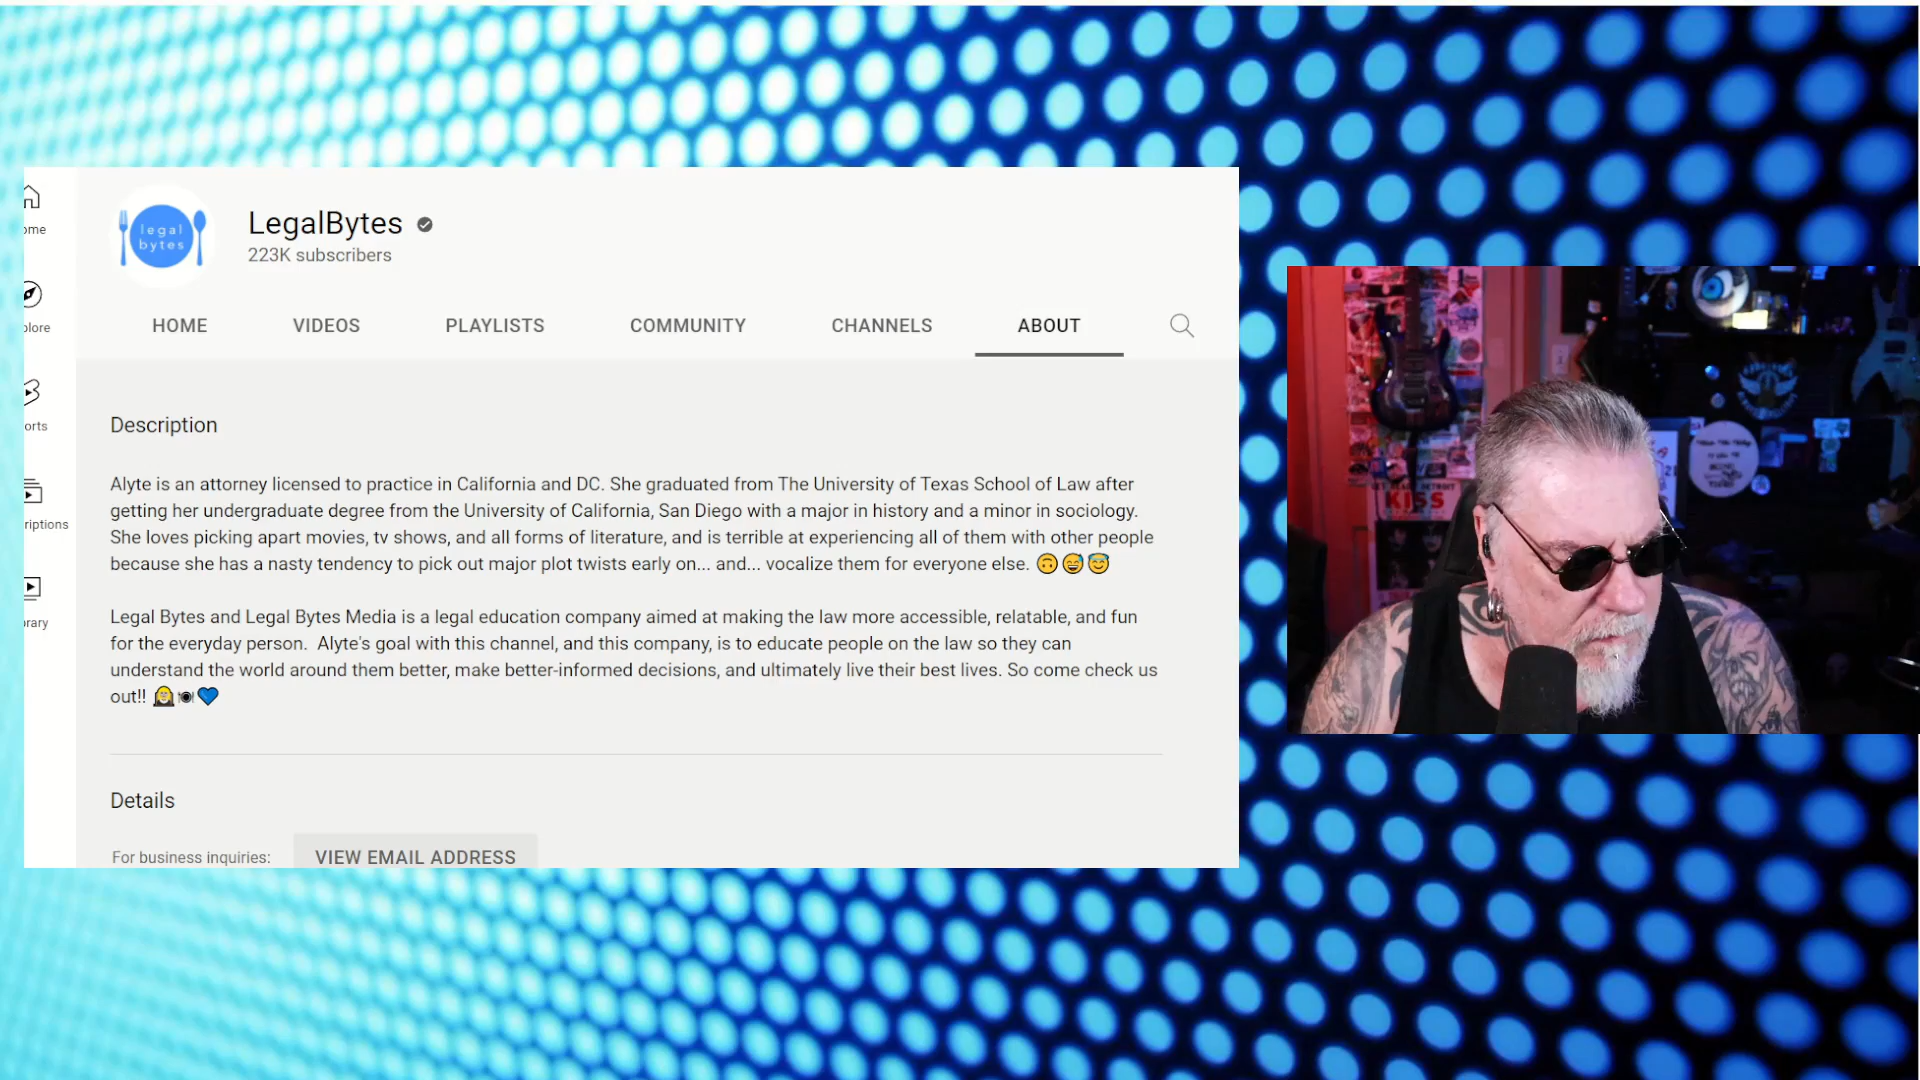 legal
bytes
LegalBytes
223K subscribers
ome
plore
orts
riptions
rary
HOME
VIDEOS
PLAYLISTS
COMMUNITY
CHANNELS
ABOUT
Description
Alyte is an attorney licensed to practice in California and DC. She graduated from The University of Texas School of Law after
getting her undergraduate degree from the University of California, San Diego with a major in history and a minor in sociology.
She loves picking apart movies, tv shows, and all forms of literature, and is terrible at experiencing all of them with other people
because she has a nasty tendency to pick out major plot twists early on... and... vocalize them for everyone else. 🙃😅😇
Legal Bytes and Legal Bytes Media is a legal education company aimed at making the law more accessible, relatable, and fun
for the everyday person.  Alyte's goal with this channel, and this company, is to educate people on the law so they can
understand the world around them better, make better-informed decisions, and ultimately live their best lives. So come check us
out!! 👩‍💻🍽💙
Details
For business inquiries:
VIEW EMAIL ADDRESS
KISS